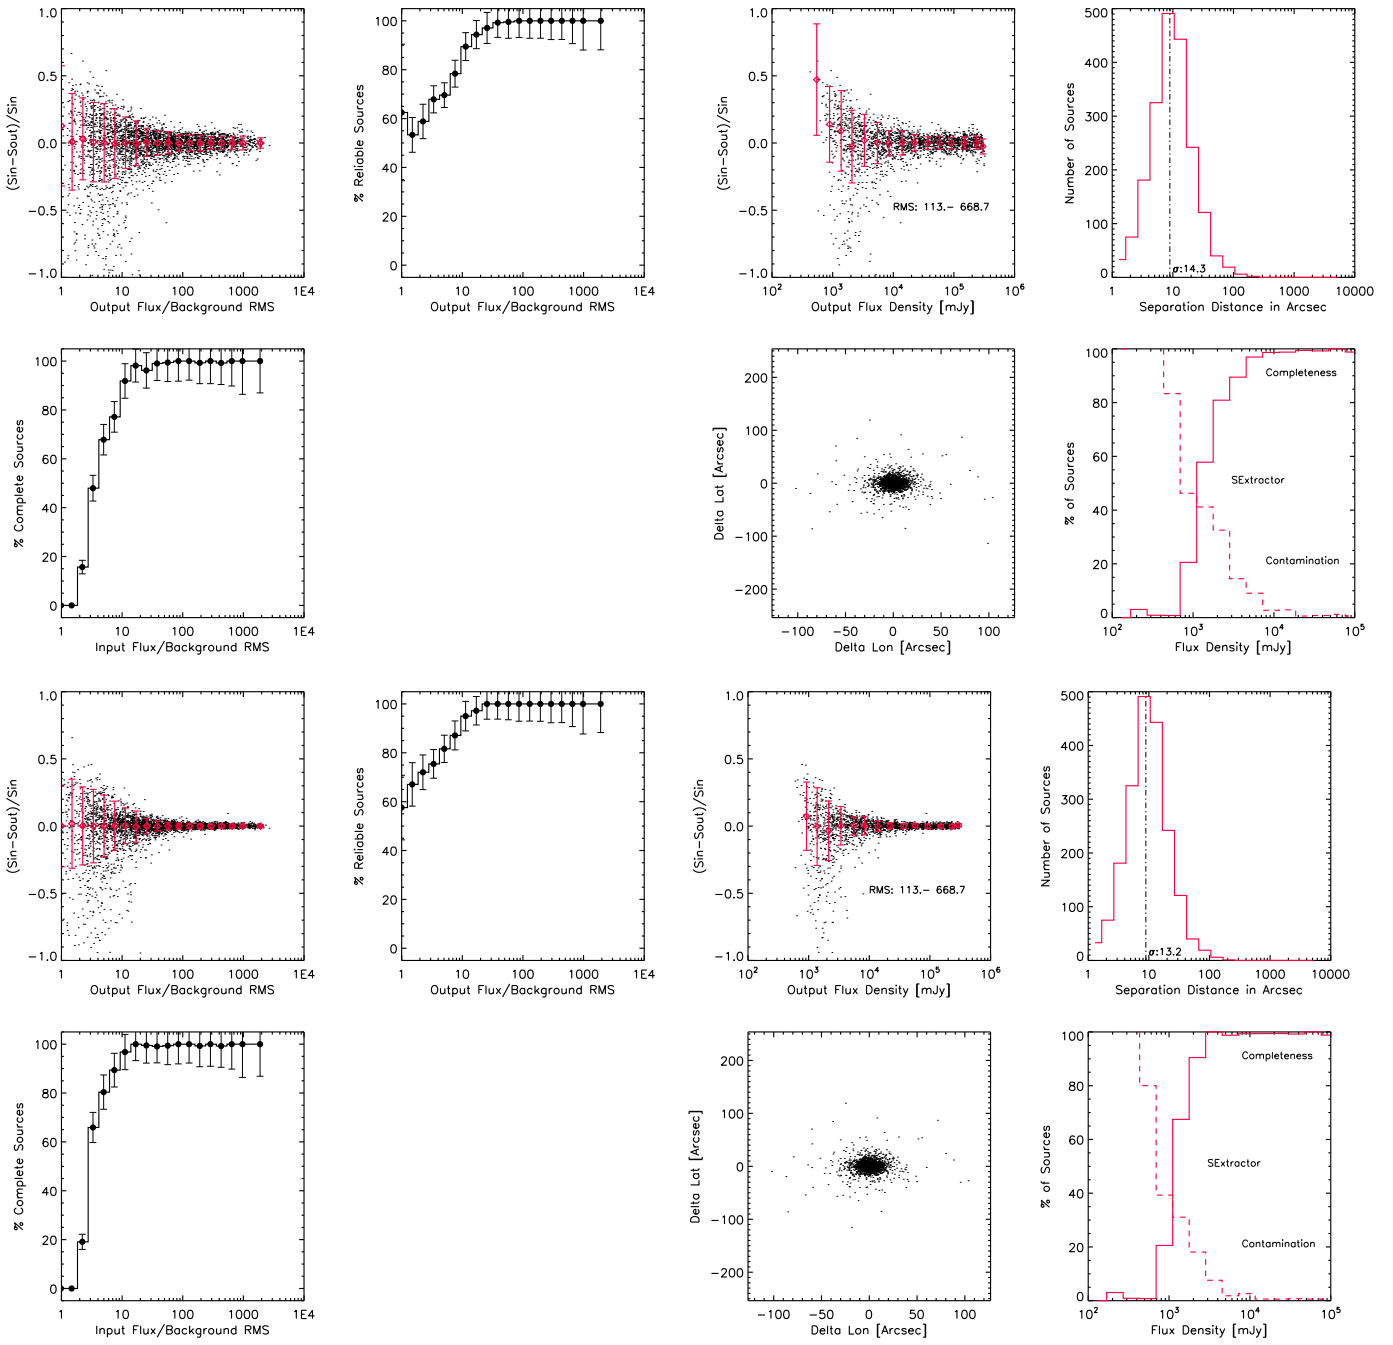 1.0
0.5
0.0
−0.5
−1.0
(Sin−Sout)/Sin
1 10 100 1000 1E4
Output Flux/Background RMS
100
80
60
40
20
0
% Reliable Sources
1 10 100 1000 1E4
Output Flux/Background RMS
1.0
0.5
0.0
−0.5
−1.0
(Sin−Sout)/Sin
RMS: 113.− 668.7
10² 10³ 10⁴ 10⁵ 10⁶
Output Flux Density [mJy]
500
400
300
200
100
0
Number of Sources
σ:14.3
1 10 100 1000 10000
Separation Distance in Arcsec
100
80
60
40
20
0
% Complete Sources
1 10 100 1000 1E4
Input Flux/Background RMS
200
100
0
−100
−200
Delta Lat [Arcsec]
−100 −50 0 50 100
Delta Lon [Arcsec]
100
80
60
40
20
0
% of Sources
Completeness
SExtractor
Contamination
10² 10³ 10⁴ 10⁵
Flux Density [mJy]
1.0
0.5
0.0
−0.5
−1.0
(Sin−Sout)/Sin
1 10 100 1000 1E4
Output Flux/Background RMS
100
80
60
40
20
0
% Reliable Sources
1 10 100 1000 1E4
Output Flux/Background RMS
1.0
0.5
0.0
−0.5
−1.0
(Sin−Sout)/Sin
RMS: 113.− 668.7
10² 10³ 10⁴ 10⁵ 10⁶
Output Flux Density [mJy]
500
400
300
200
100
0
Number of Sources
σ:13.2
1 10 100 1000 10000
Separation Distance in Arcsec
100
80
60
40
20
0
% Complete Sources
1 10 100 1000 1E4
Input Flux/Background RMS
200
100
0
−100
−200
Delta Lat [Arcsec]
−100 −50 0 50 100
Delta Lon [Arcsec]
100
80
60
40
20
0
% of Sources
Completeness
SExtractor
Contamination
10² 10³ 10⁴ 10⁵
Flux Density [mJy]